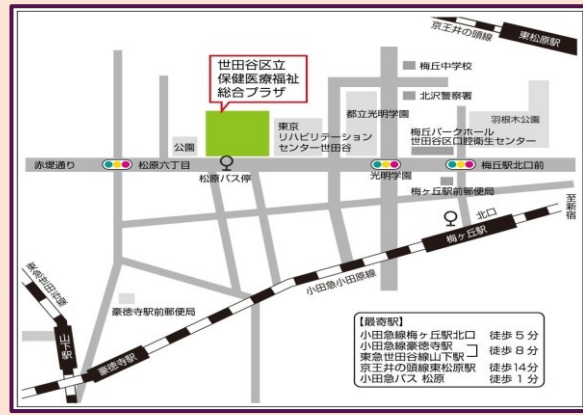 東松原駅
京王井の頭線
世田谷区立
保健医療福祉
総合プラザ
梅丘中学校
北沢警察署
都立光明学園
羽根木公園
公園
東京
リハビリテーション
センター世田谷
梅丘パークホール
世田谷区口腔衛生センター
赤堤通り
松原六丁目
松原バス停
光明学園
梅丘駅北口前
梅ヶ丘駅前郵便局
至新宿
北口
梅ヶ丘駅
小田急小田原線
東急世田谷線
山下駅
豪徳寺駅前郵便局
豪徳寺駅
【最寄駅】
小田急線梅ヶ丘駅北口 徒歩 5 分
小田急線豪徳寺駅
東急世田谷線山下駅 徒歩 8 分
京王井の頭線東松原駅 徒歩14分
小田急バス 松原 徒歩 1 分